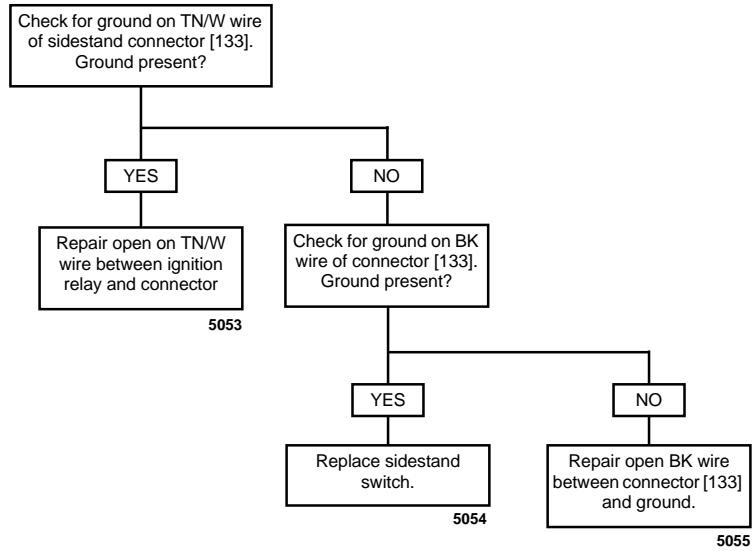 Check for ground on TN/W wire
of sidestand connector [133].
Ground present?
YES
NO
Repair open on TN/W
wire between ignition
relay and connector
5053
Check for ground on BK
wire of connector [133].
Ground present?
YES
NO
Replace sidestand
switch.
5054
Repair open BK wire
between connector [133]
and ground.
5055